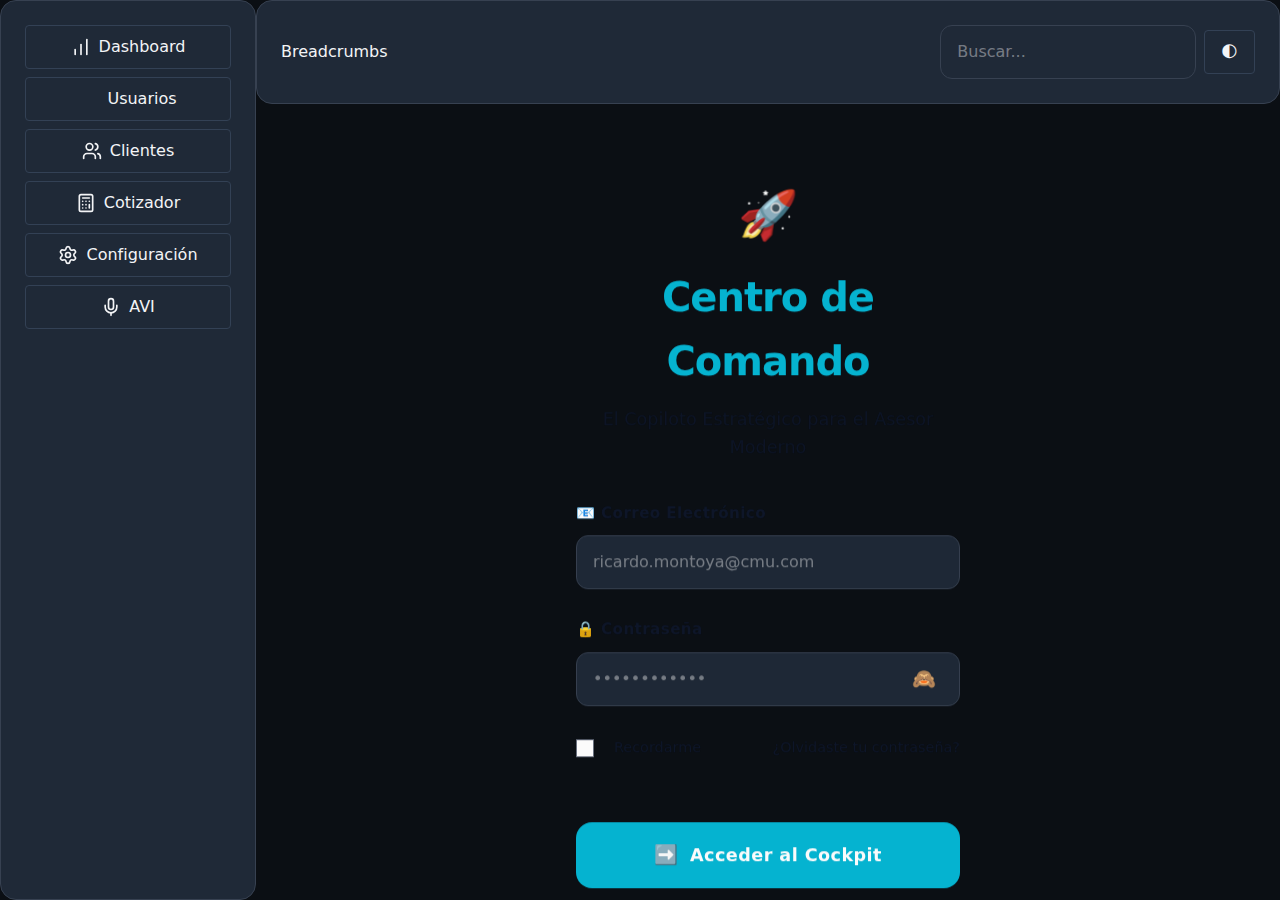 Dashboard
Usuarios
Clientes
Cotizador
Configuración
AVI
Breadcrumbs
Buscar...
Centro de
Comando
Copiloto Estratégico para el Asesor
Moderno
Correo Electrónico
ricardo.montoya@cmu.com
Contraseña
••••••••••••
Recordarme
¿Olvidaste tu contraseña?
Acceder al Cockpit